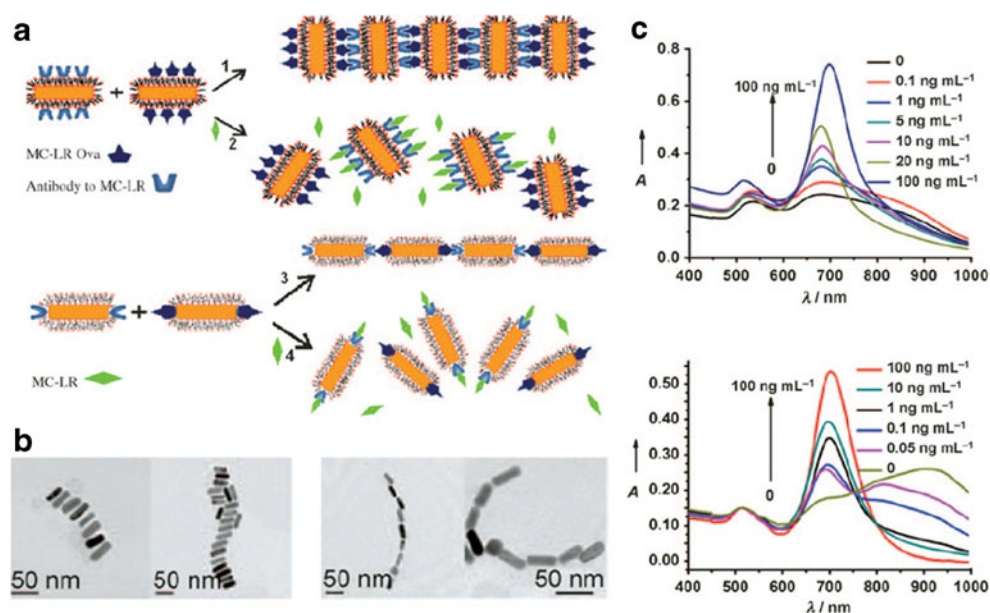 a
1
+
2
MC-LR Ova
Antibody to MC-LR
3
+
4
MC-LR
b
50 nm
50 nm
50 nm
50 nm
c
0.8
0.6
0.4
0.2
0.0
A
100 ng mL⁻¹
0
0
0.1 ng mL⁻¹
1 ng mL⁻¹
5 ng mL⁻¹
10 ng mL⁻¹
20 ng mL⁻¹
100 ng mL⁻¹
400 500 600 700 800 900 1000
λ / nm
0.50
0.40
0.30
0.20
0.10
0.00
A
100 ng mL⁻¹
0
100 ng mL⁻¹
10 ng mL⁻¹
1 ng mL⁻¹
0.1 ng mL⁻¹
0.05 ng mL⁻¹
0
400 500 600 700 800 900 1000
λ / nm